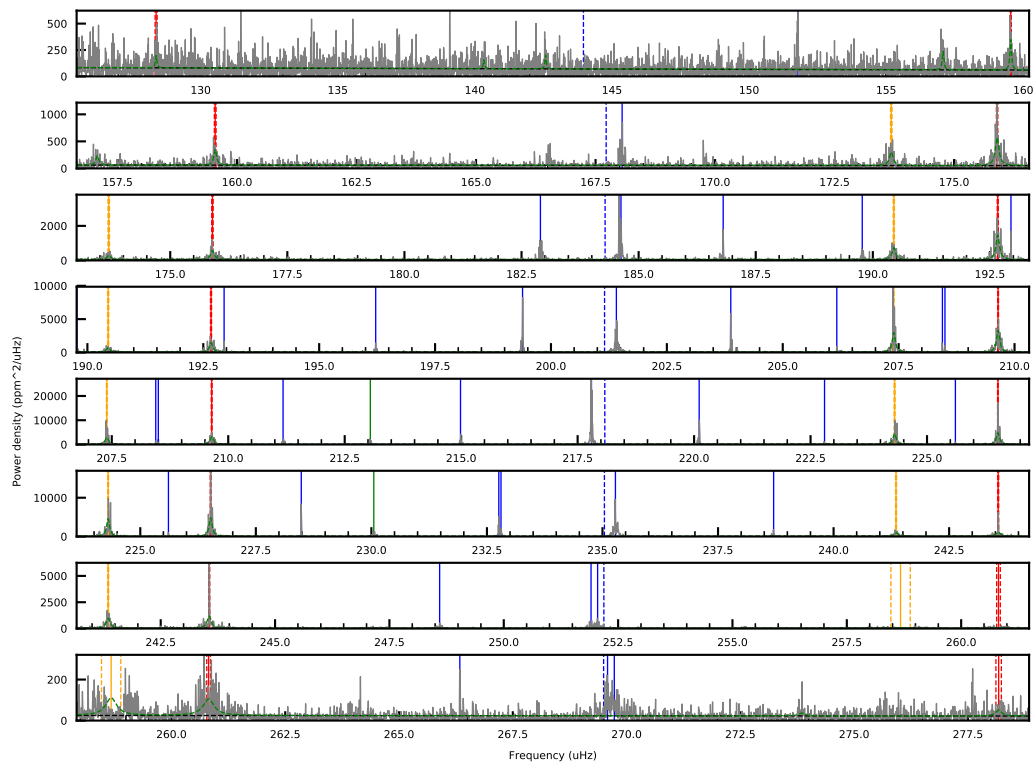 500
250
0
130 135 140 145 150 155 160
1000
500
0
157.5 160.0 162.5 165.0 167.5 170.0 172.5 175.0
2000
0
175.0 177.5 180.0 182.5 185.0 187.5 190.0 192.5
10000
5000
0
190.0 192.5 195.0 197.5 200.0 202.5 205.0 207.5 210.0
20000
10000
0
207.5 210.0 212.5 215.0 217.5 220.0 222.5 225.0
Power density (ppm^2/uHz)
10000
0
225.0 227.5 230.0 232.5 235.0 237.5 240.0 242.5
5000
2500
0
242.5 245.0 247.5 250.0 252.5 255.0 257.5 260.0
200
0
260.0 262.5 265.0 267.5 270.0 272.5 275.0 277.5
Frequency (uHz)